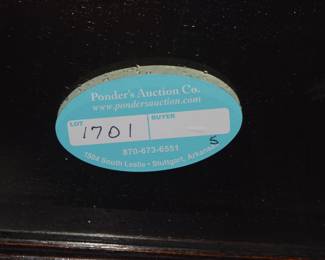 Ponder's Auction Co.
www.pondersauction.com
LOT BUYER
1701
5
870-673-6551
1504 South Leslie • Stuttgart, Arkansas